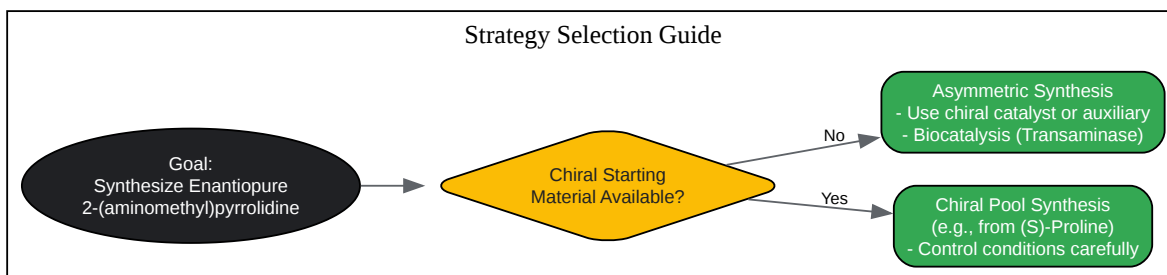 Strategy Selection Guide
Goal:
Synthesize Enantiopure
2-(aminomethyl)pyrrolidine
Chiral Starting
Material Available?
No
Asymmetric Synthesis
- Use chiral catalyst or auxiliary
- Biocatalysis (Transaminase)
Yes
Chiral Pool Synthesis
(e.g., from (S)-Proline)
- Control conditions carefully